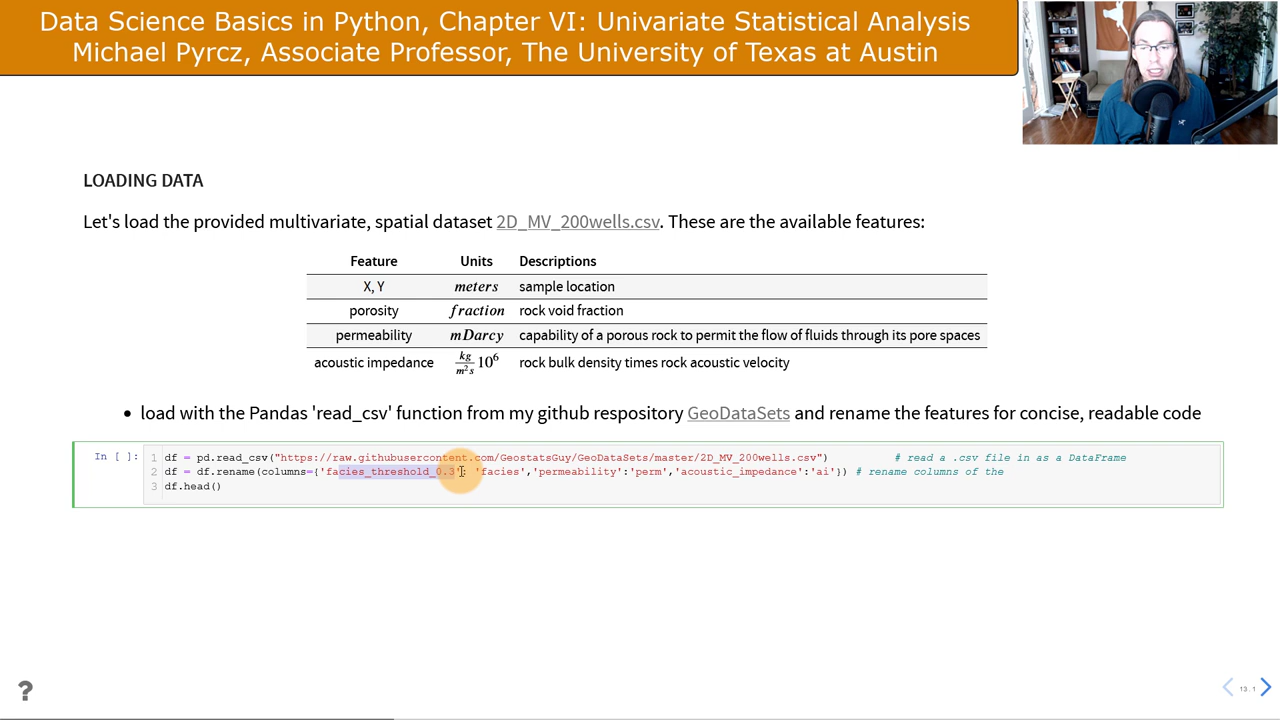 Data Science Basics in Python, Chapter VI: Univariate Statistical Analysis
Michael Pyrcz, Associate Professor, The University of Texas at Austin
LOADING DATA
Let's load the provided multivariate, spatial dataset 2D_MV_200wells.csv. These are the available features:
Feature Units Descriptions
X, Y meters sample location
porosity fraction rock void fraction
permeability mDarcy capability of a porous rock to permit the flow of fluids through its pore spaces
acoustic impedance kg/m²s 10⁶ rock bulk density times rock acoustic velocity
• load with the Pandas 'read_csv' function from my github respository GeoDataSets and rename the features for concise, readable code
In [ ]: 1 df = pd.read_csv("https://raw.githubusercontent.com/GeostatsGuy/GeoDataSets/master/2D_MV_200wells.csv") # read a .csv file in as a DataFrame
2 df = df.rename(columns={'facies_threshold_0.3': 'facies','permeability':'perm','acoustic_impedance':'ai'}) # rename columns of the
3 df.head()
?
13.1